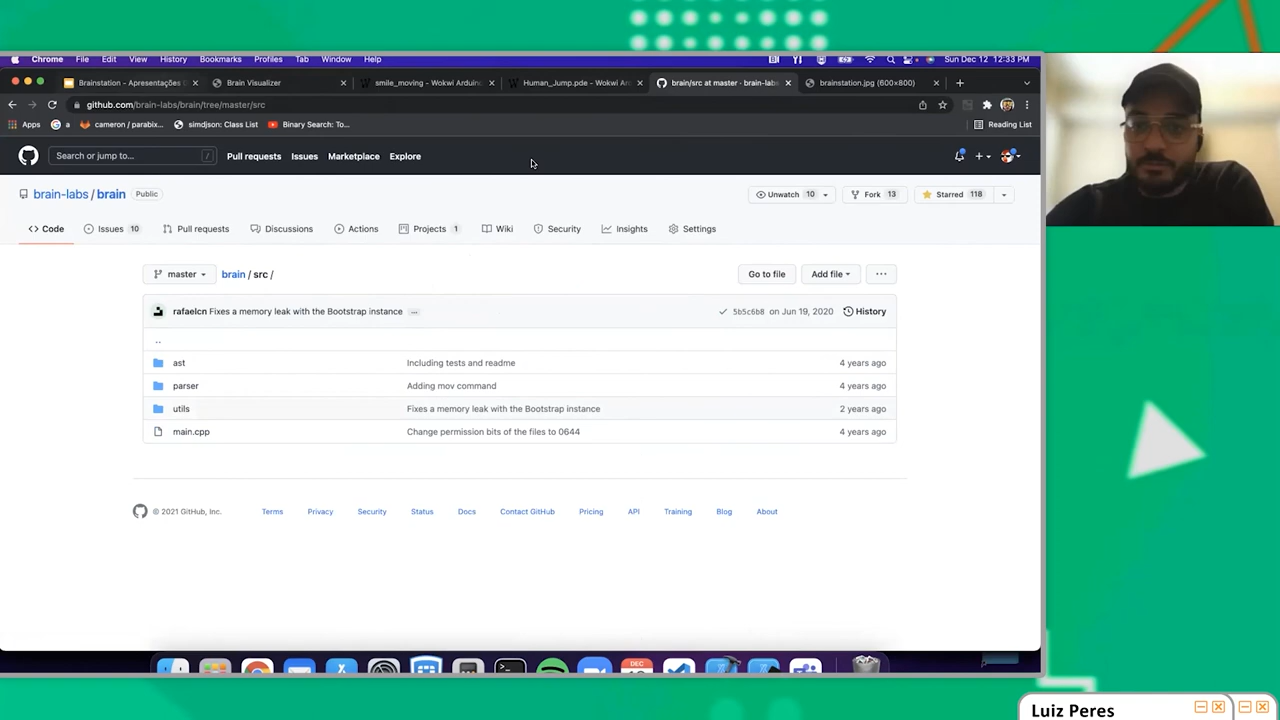 Chrome File Edit View History Bookmarks Profiles Tab Window Help Sun Dec 12 12:33 PM
Brainstation - Apresentações Brain Visualizer smile_moving - Wokwi Arduin Human_Jump.pde - Wokwi Ar brain/src at master · brain-labs brainstation.jpg (600×800)
github.com/brain-labs/brain/tree/master/src
Apps a cameron / parabix... simdjson: Class List Binary Search: To... Reading List
Search or jump to... / Pull requests Issues Marketplace Explore
brain-labs / brain Public Unwatch 10 Fork 13 Starred 118
Code Issues 10 Pull requests Discussions Actions Projects 1 Wiki Security Insights Settings
master brain / src / Go to file Add file ...
rafaelcn Fixes a memory leak with the Bootstrap instance ... 5b5c6b8 on Jun 19, 2020 History
..
ast Including tests and readme 4 years ago
parser Adding mov command 4 years ago
utils Fixes a memory leak with the Bootstrap instance 2 years ago
main.cpp Change permission bits of the files to 0644 4 years ago
© 2021 GitHub, Inc. Terms Privacy Security Status Docs Contact GitHub Pricing API Training Blog About
DEC
Luiz Peres